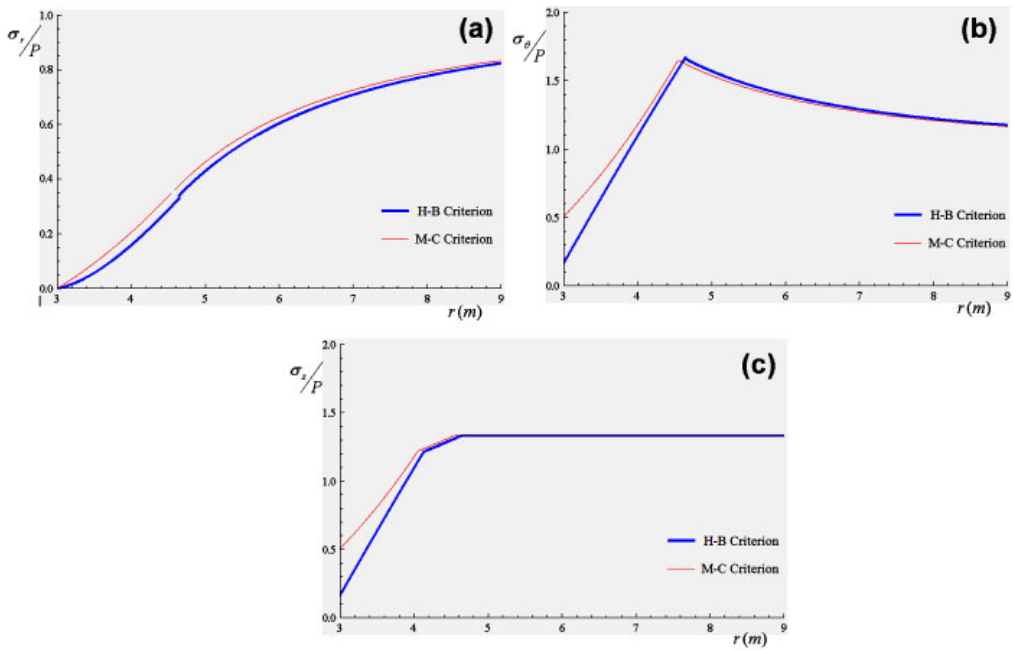 (a)
σr/P
1.0
0.8
0.6
0.4
0.2
0.0
3 4 5 6 7 8 9
r(m)
H-B Criterion
M-C Criterion
(b)
σθ/P
2.0
1.5
1.0
0.5
0.0
3 4 5 6 7 8 9
r(m)
H-B Criterion
M-C Criterion
(c)
σz/P
2.0
1.5
1.0
0.5
0.0
3 4 5 6 7 8 9
r(m)
H-B Criterion
M-C Criterion